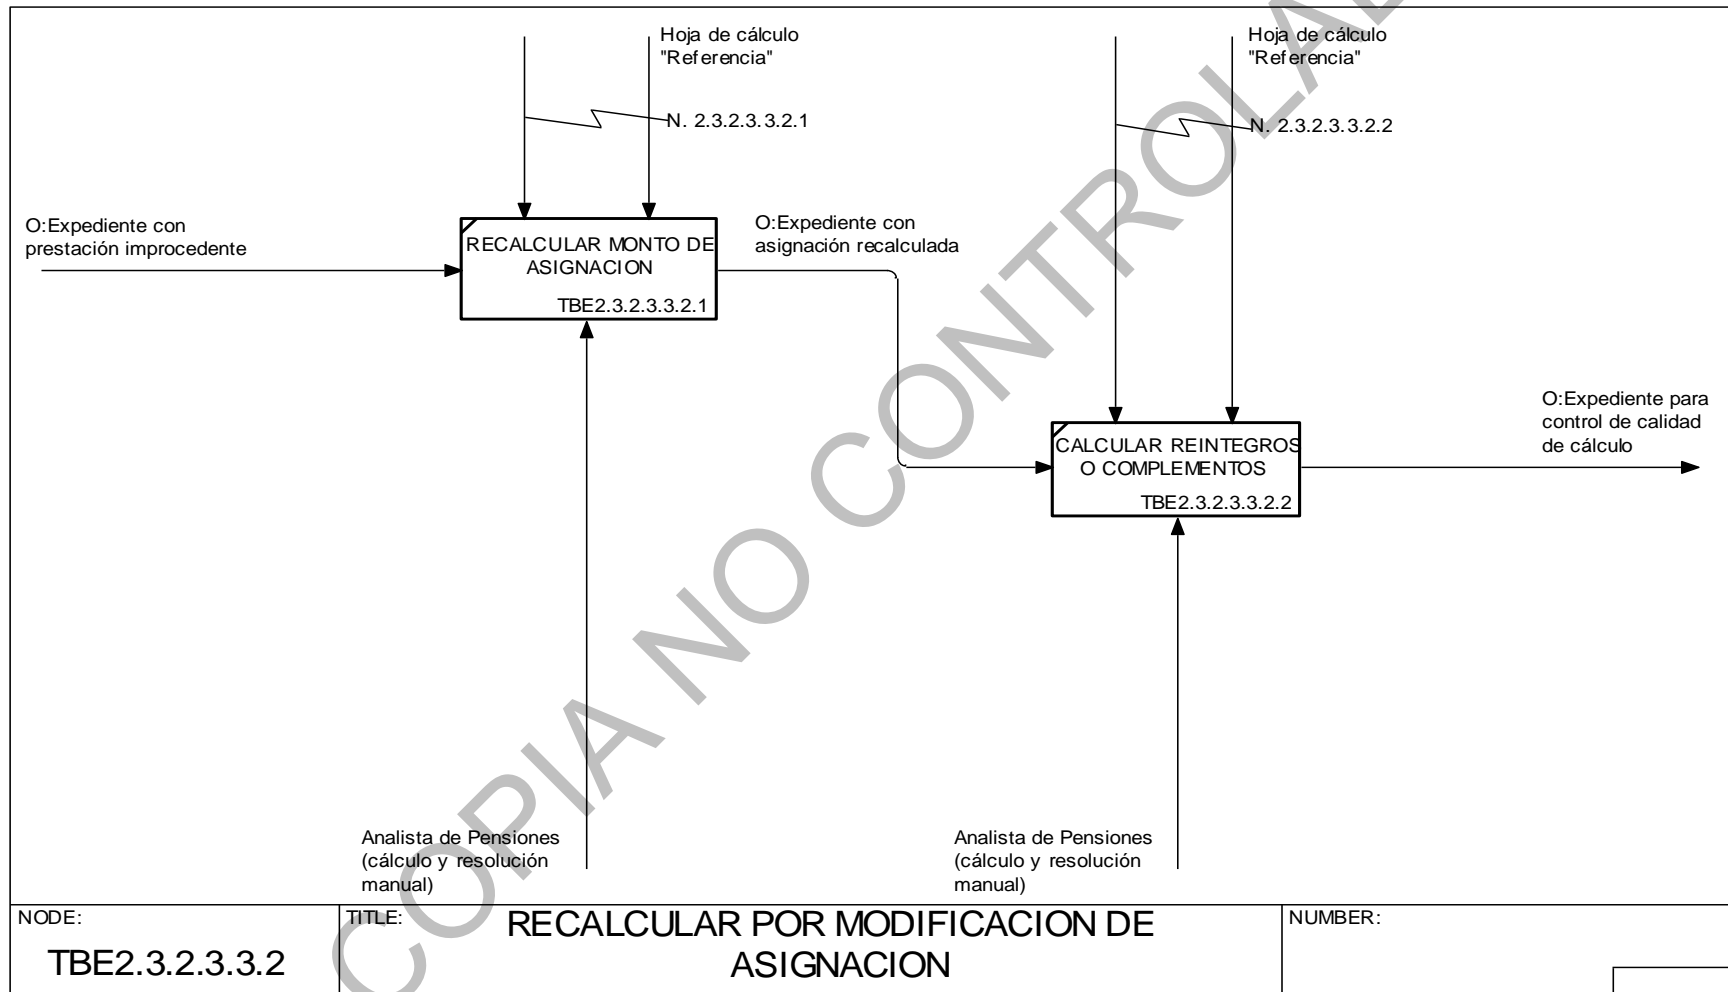 Hoja de cálculo
"Referencia"
N. 2.3.2.3.3.2.1
Hoja de cálculo
"Referencia"
N. 2.3.2.3.3.2.2
O:Expediente con
prestación improcedente
RECALCULAR MONTO DE
ASIGNACION
TBE2.3.2.3.3.2.1
O:Expediente con
asignación recalculada
CALCULAR REINTEGROS
O COMPLEMENTOS
TBE2.3.2.3.3.2.2
O:Expediente para
control de calidad
de cálculo
Analista de Pensiones
(cálculo y resolución
manual)
Analista de Pensiones
(cálculo y resolución
manual)
COPIA NO CONTROLA
NODE:
TBE2.3.2.3.3.2
TITLE:
RECALCULAR POR MODIFICACION DE
ASIGNACION
NUMBER: